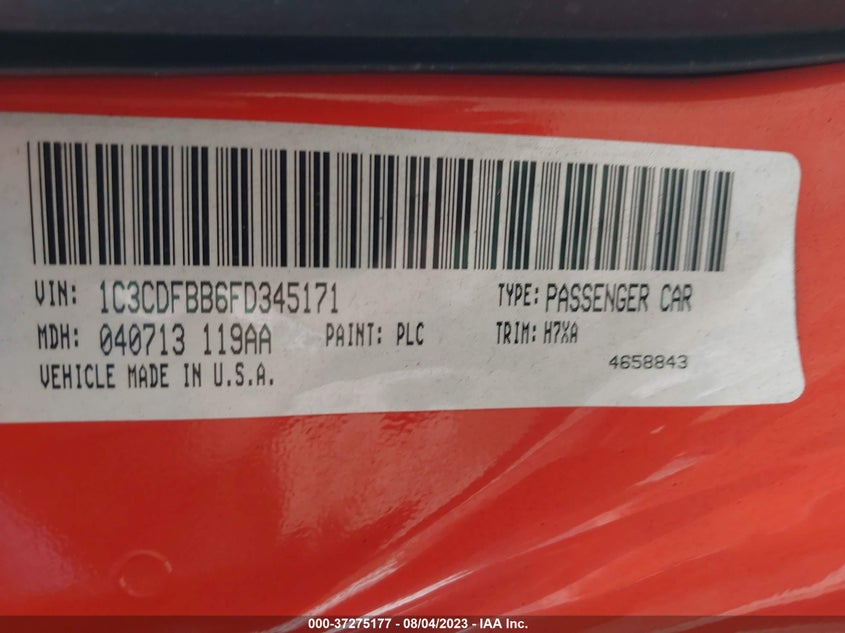 VIN: 1C3CDFBB6FD345171 TYPE: PASSENGER CAR
MDH: 040713 119AA PAINT: PLC TRIM: H7XA
VEHICLE MADE IN U.S.A. 4658843
000-37275177 - 08/04/2023 - IAA Inc.